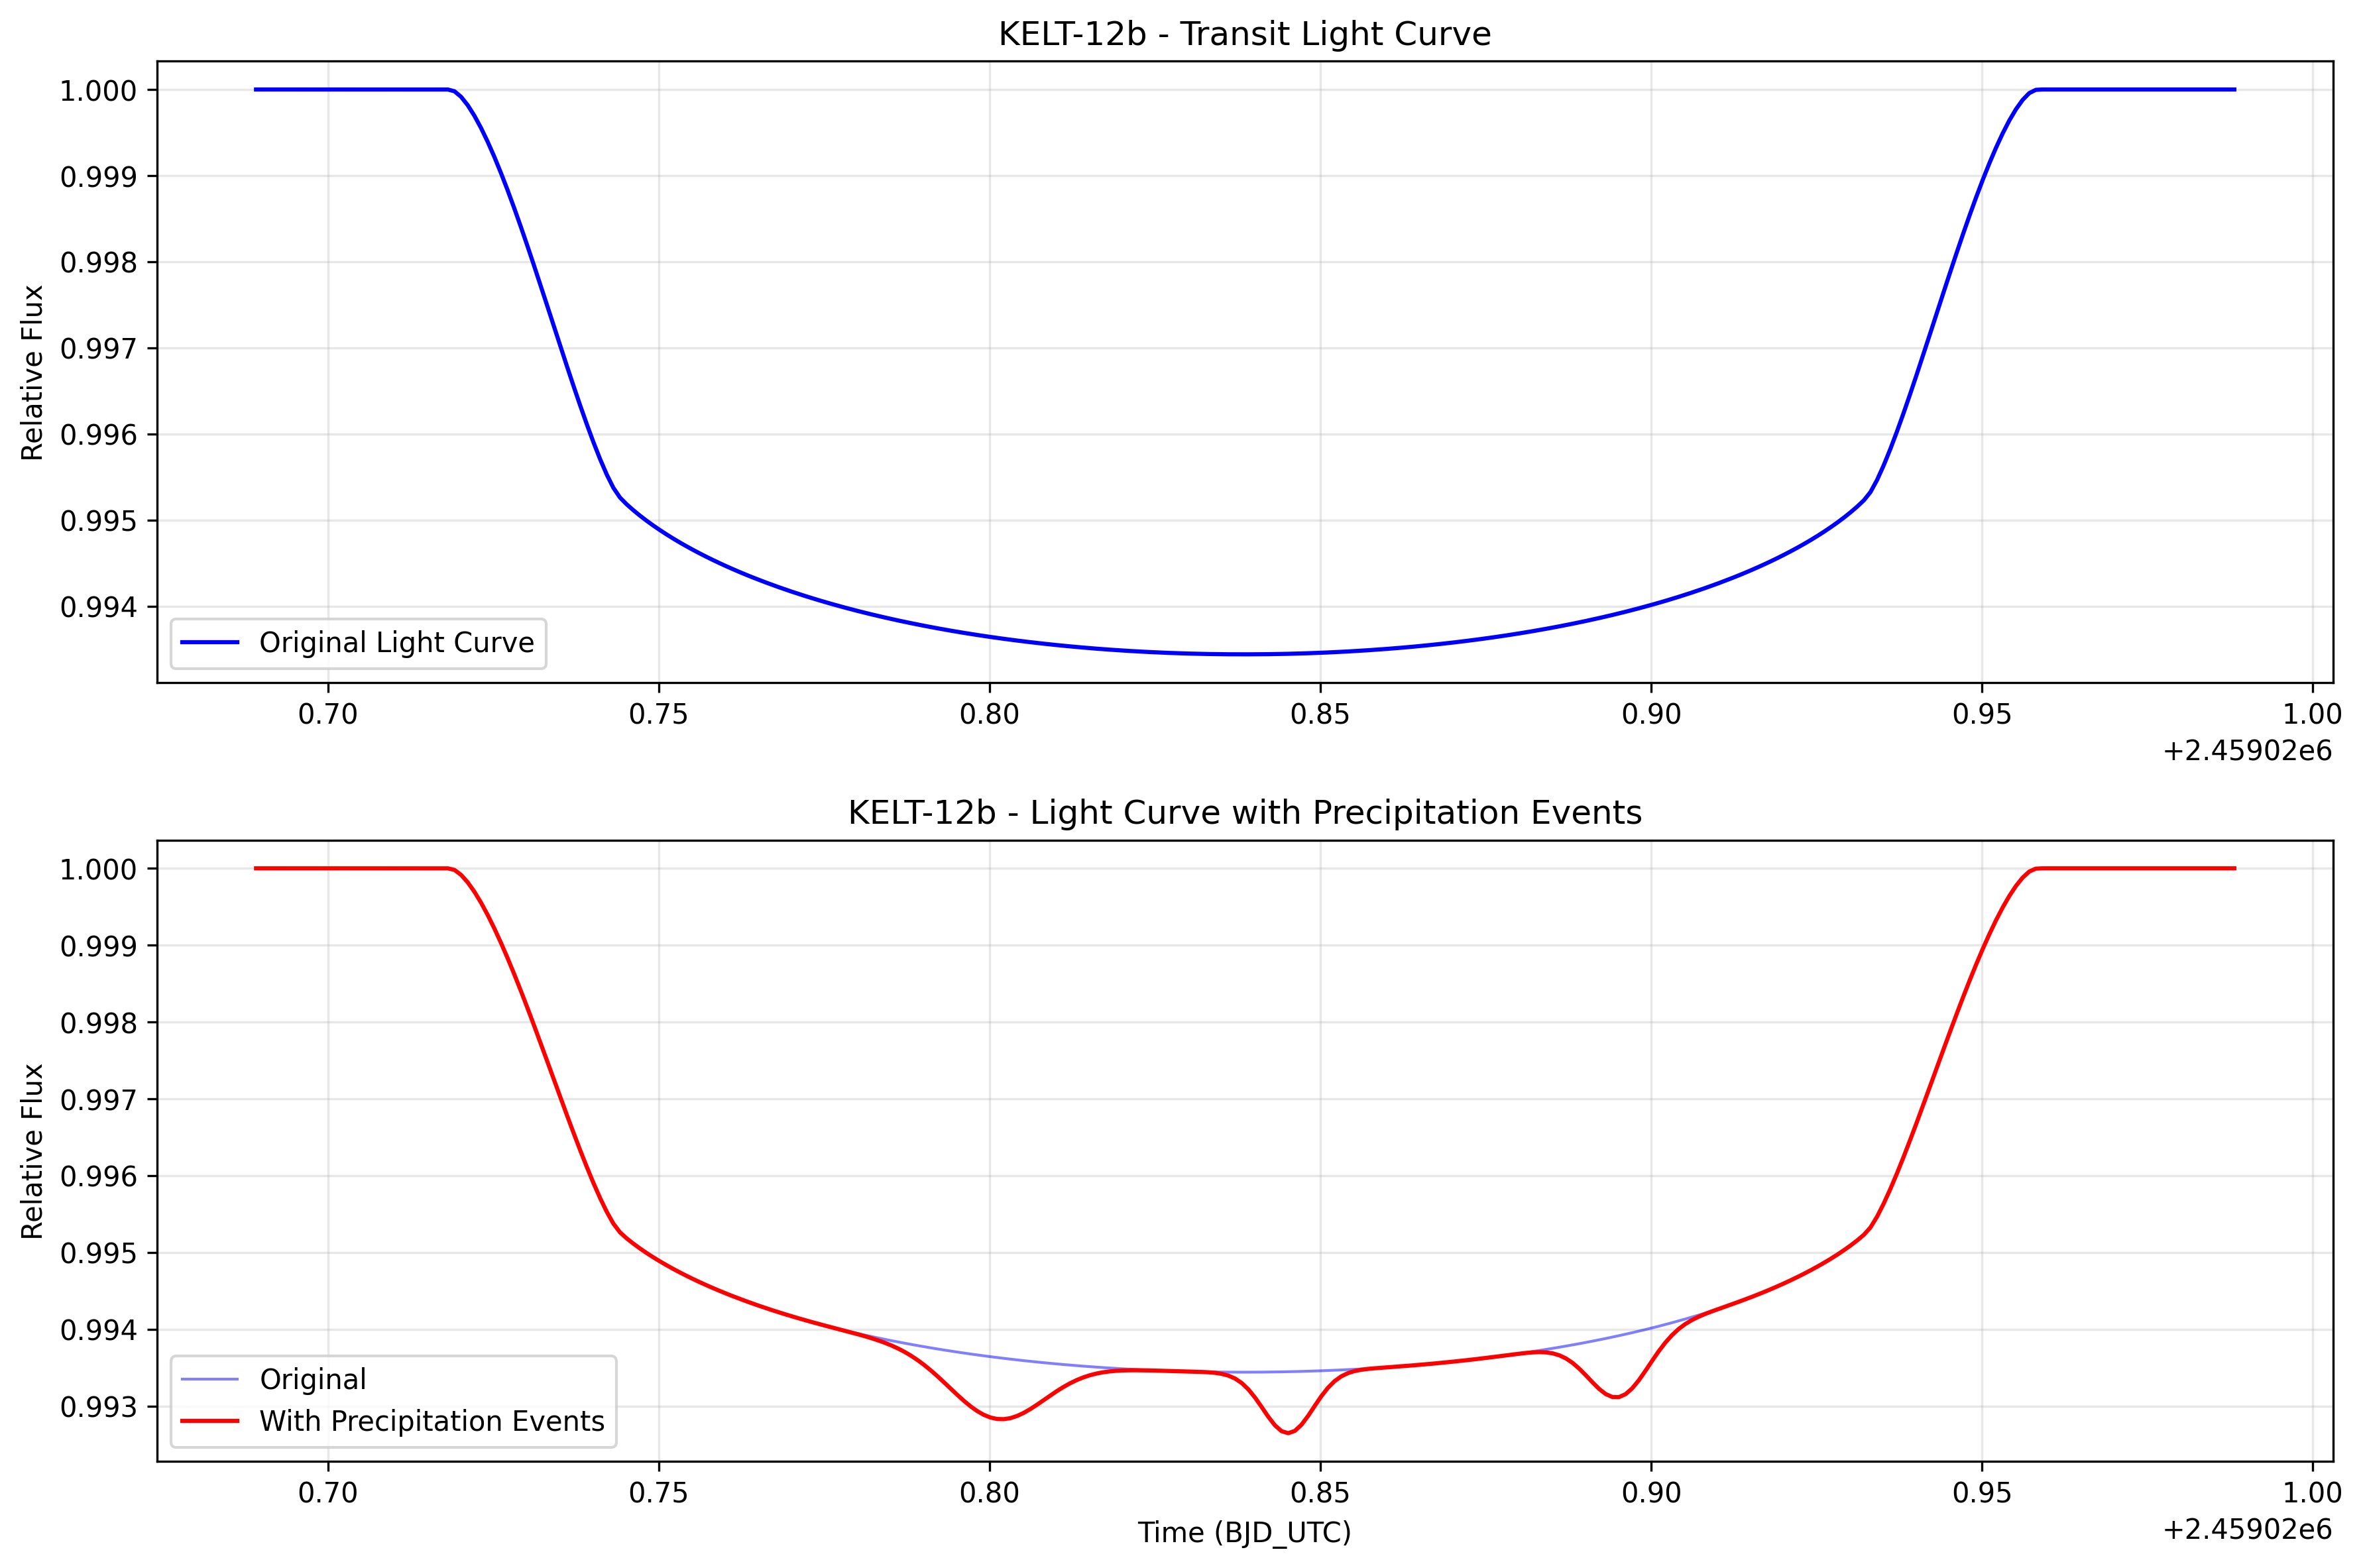 KELT-12b - Transit Light Curve
Relative Flux
1.000
0.999
0.998
0.997
0.996
0.995
0.994
Original Light Curve
0.70 0.75 0.80 0.85 0.90 0.95 1.00
+2.45902e6
KELT-12b - Light Curve with Precipitation Events
Relative Flux
1.000
0.999
0.998
0.997
0.996
0.995
0.994
0.993
Original
With Precipitation Events
0.70 0.75 0.80 0.85 0.90 0.95 1.00
Time (BJD_UTC)
+2.45902e6